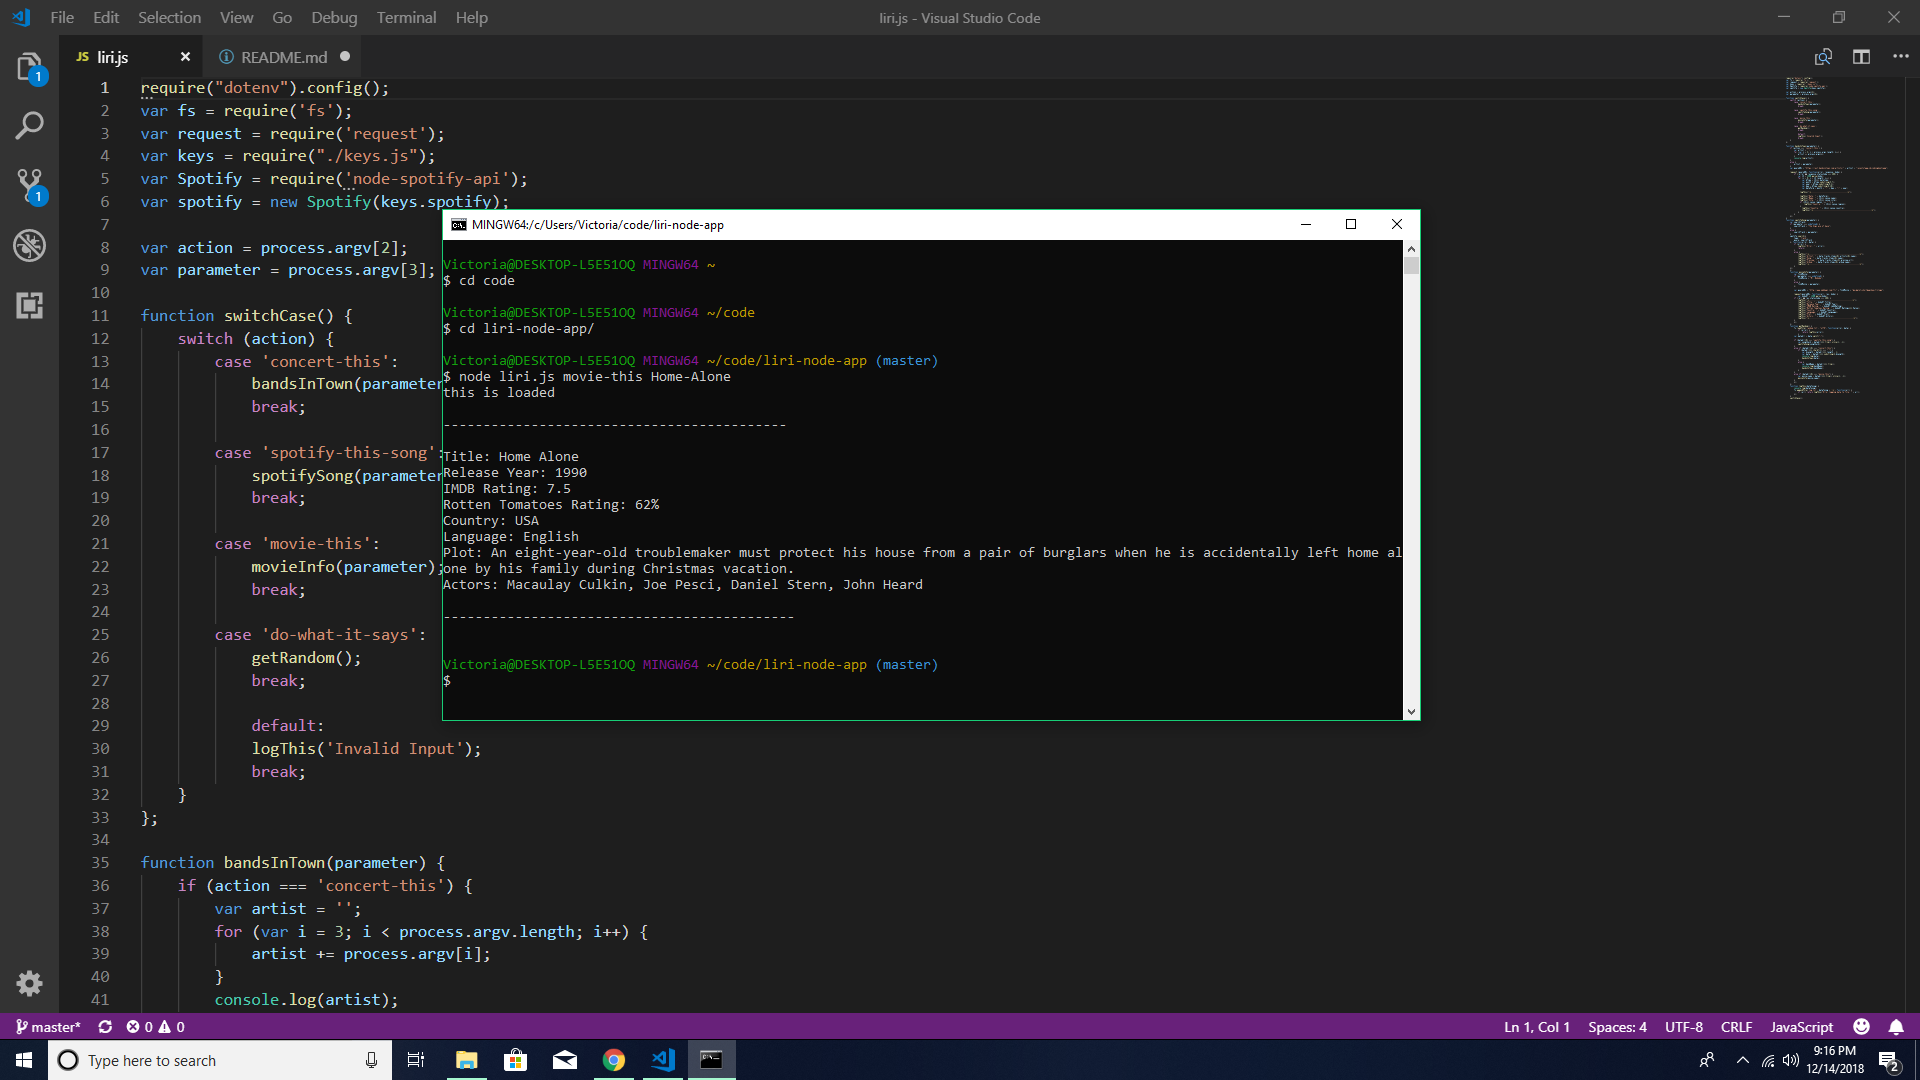 File Edit Selection View Go Debug Terminal Help
liri.js - Visual Studio Code
JS liri.js README.md
1 require("dotenv").config();
2 var fs = require('fs');
3 var request = require('request');
4 var keys = require("./keys.js");
5 var Spotify = require('node-spotify-api');
6 var spotify = new Spotify(keys.spotify);
7
8 var action = process.argv[2];
9 var parameter = process.argv[3];
10
11 function switchCase() {
12 switch (action) {
13 case 'concert-this':
14 bandsInTown(parameter
15 break;
16
17 case 'spotify-this-song':
18 spotifySong(parameter
19 break;
20
21 case 'movie-this':
22 movieInfo(parameter);
23 break;
24
25 case 'do-what-it-says':
26 getRandom();
27 break;
28
29 default:
30 logThis('Invalid Input');
31 break;
32 }
33 };
34
35 function bandsInTown(parameter) {
36 if (action === 'concert-this') {
37 var artist = '';
38 for (var i = 3; i < process.argv.length; i++) {
39 artist += process.argv[i];
40 }
41 console.log(artist);
MINGW64:/c/Users/Victoria/code/liri-node-app
Victoria@DESKTOP-L5E51OQ MINGW64 ~
$ cd code
Victoria@DESKTOP-L5E51OQ MINGW64 ~/code
$ cd liri-node-app/
Victoria@DESKTOP-L5E51OQ MINGW64 ~/code/liri-node-app (master)
$ node liri.js movie-this Home-Alone
this is loaded
-------------------------------------------
Title: Home Alone
Release Year: 1990
IMDB Rating: 7.5
Rotten Tomatoes Rating: 62%
Country: USA
Language: English
Plot: An eight-year-old troublemaker must protect his house from a pair of burglars when he is accidentally left home al
one by his family during Christmas vacation.
Actors: Macaulay Culkin, Joe Pesci, Daniel Stern, John Heard
--------------------------------------------
Victoria@DESKTOP-L5E51OQ MINGW64 ~/code/liri-node-app (master)
$
1
1
master* 0 0
Ln 1, Col 1 Spaces: 4 UTF-8 CRLF JavaScript
Type here to search
9:16 PM
12/14/2018
2